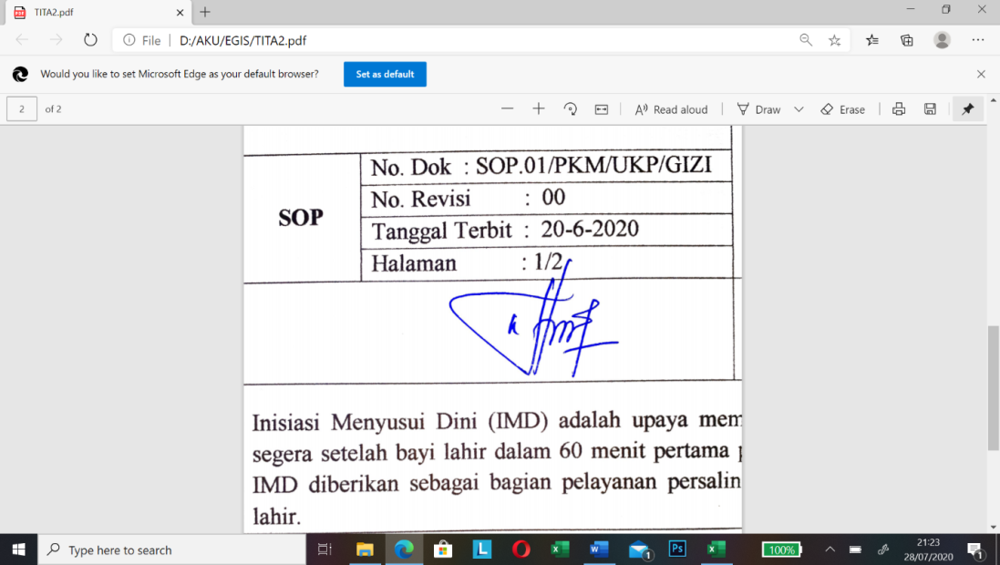 TITA2.pdf
File | D:/AKU/EGIS/TITA2.pdf
Would you like to set Microsoft Edge as your default browser? Set as default
2 of 2 Read aloud Draw Erase
SOP
No. Dok : SOP.01/PKM/UKP/GIZI
No. Revisi : 00
Tanggal Terbit : 20-6-2020
Halaman : 1/2
Inisiasi Menyusui Dini (IMD) adalah upaya mem
segera setelah bayi lahir dalam 60 menit pertama
IMD diberikan sebagai bagian pelayanan persalin
lahir.
Type here to search
100%
21:23
28/07/2020